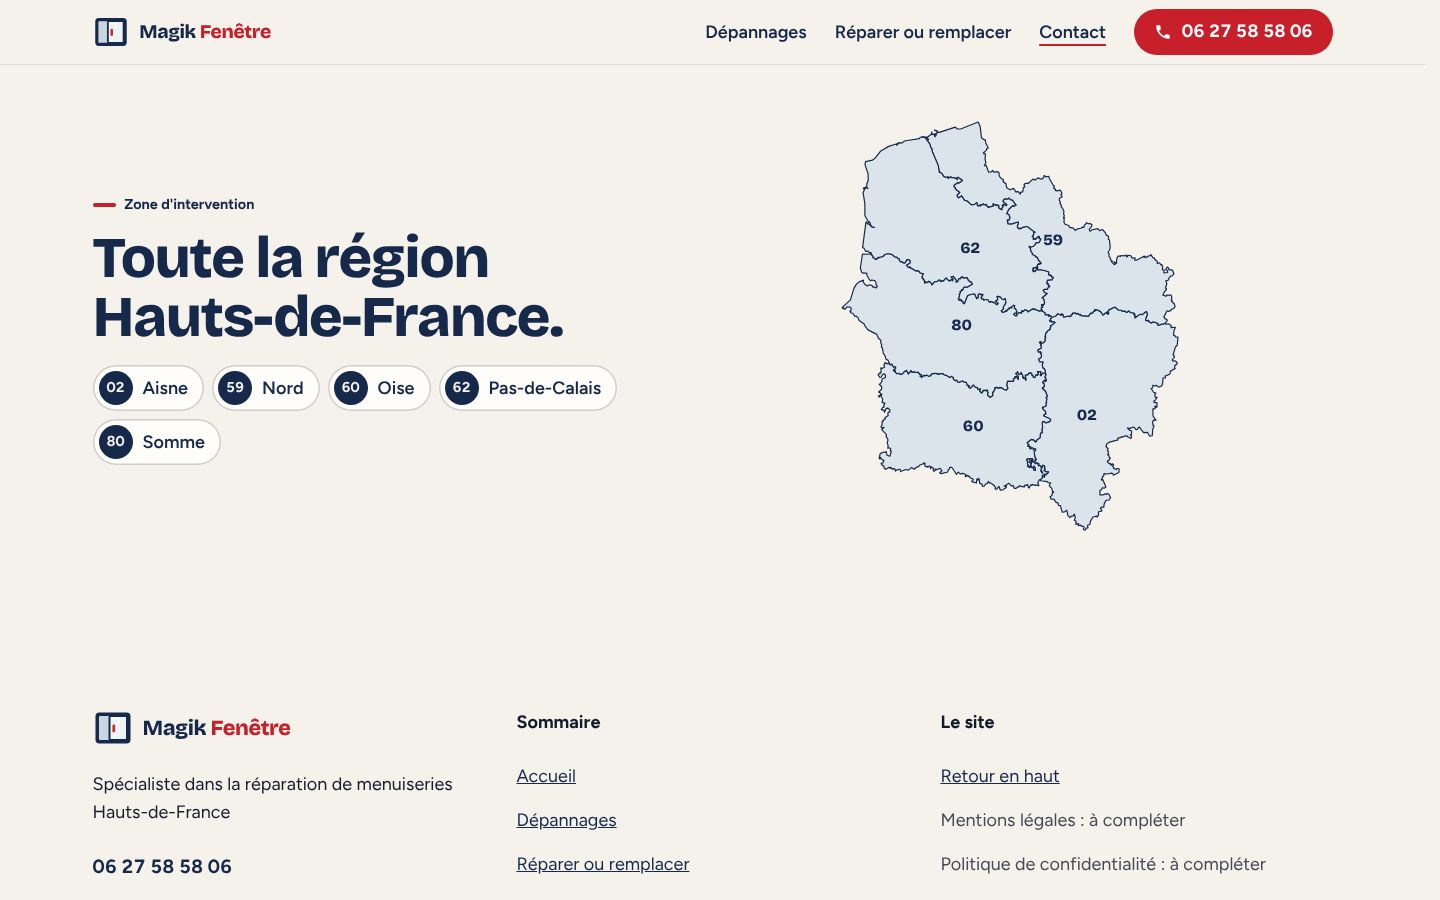 Magik Fenêtre
Dépannages
Réparer ou remplacer
Contact
06 27 58 58 06
Zone d'intervention
Toute la région
Hauts-de-France.
02 Aisne
59 Nord
60 Oise
62 Pas-de-Calais
80 Somme
59
62
80
02
60
Magik Fenêtre
Spécialiste dans la réparation de menuiseries
Hauts-de-France
06 27 58 58 06
Sommaire
Accueil
Dépannages
Réparer ou remplacer
Le site
Retour en haut
Mentions légales : à compléter
Politique de confidentialité : à compléter